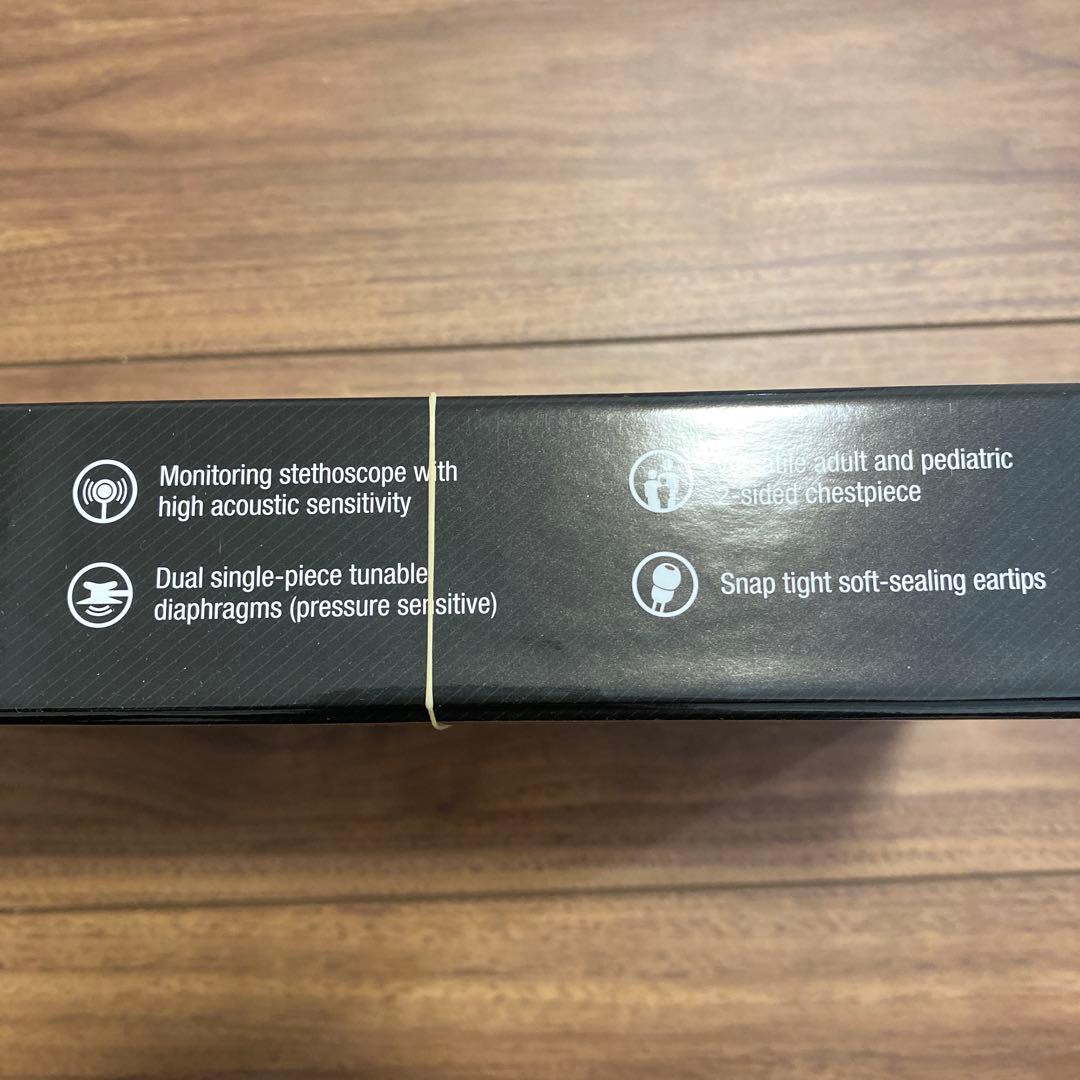 Monitoring stethoscope with
high acoustic sensitivity
Dual single-piece tunable
diaphragms (pressure sensitive)
adult and pediatric
2-sided chestpiece
Snap tight soft-sealing eartips